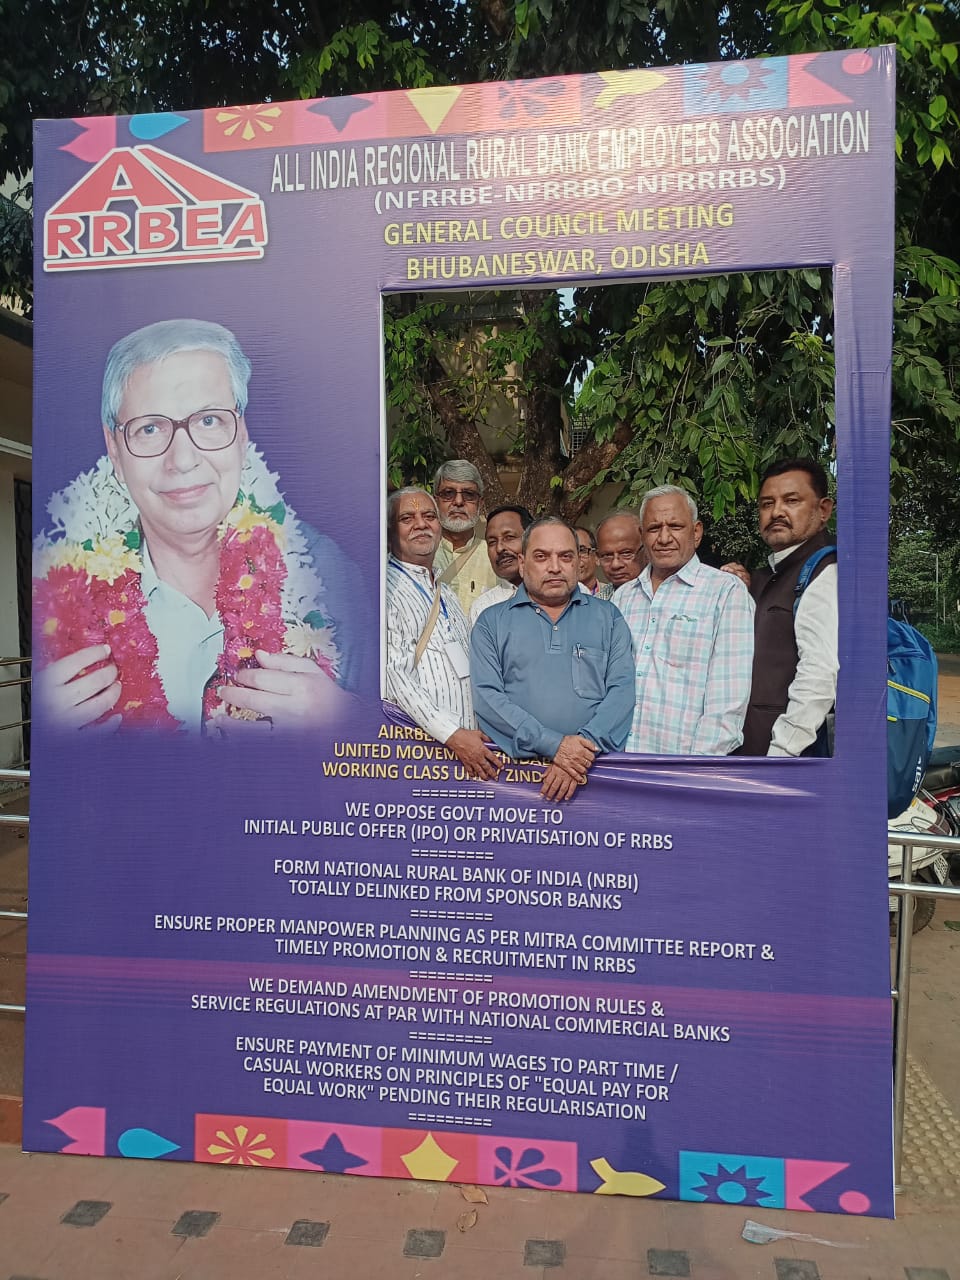 AI
RRBEA
ALL INDIA REGIONAL RURAL BANK EMPLOYEES ASSOCIATION
(NFRRBE-NFRRBO-NFRRRBS)
GENERAL COUNCIL MEETING
BHUBANESWAR, ODISHA
UNITED
WORKING CLASS
=========
WE OPPOSE GOVT MOVE TO
INITIAL PUBLIC OFFER (IPO) OR PRIVATISATION OF RRBS
=========
FORM NATIONAL RURAL BANK OF INDIA (NRBI)
TOTALLY DELINKED FROM SPONSOR BANKS
=========
ENSURE PROPER MANPOWER PLANNING AS PER MITRA COMMITTEE REPORT &
TIMELY PROMOTION & RECRUITMENT IN RRBS
=========
WE DEMAND AMENDMENT OF PROMOTION RULES &
SERVICE REGULATIONS AT PAR WITH NATIONAL COMMERCIAL BANKS
=========
ENSURE PAYMENT OF MINIMUM WAGES TO PART TIME /
CASUAL WORKERS ON PRINCIPLES OF "EQUAL PAY FOR
EQUAL WORK" PENDING THEIR REGULARISATION
=========